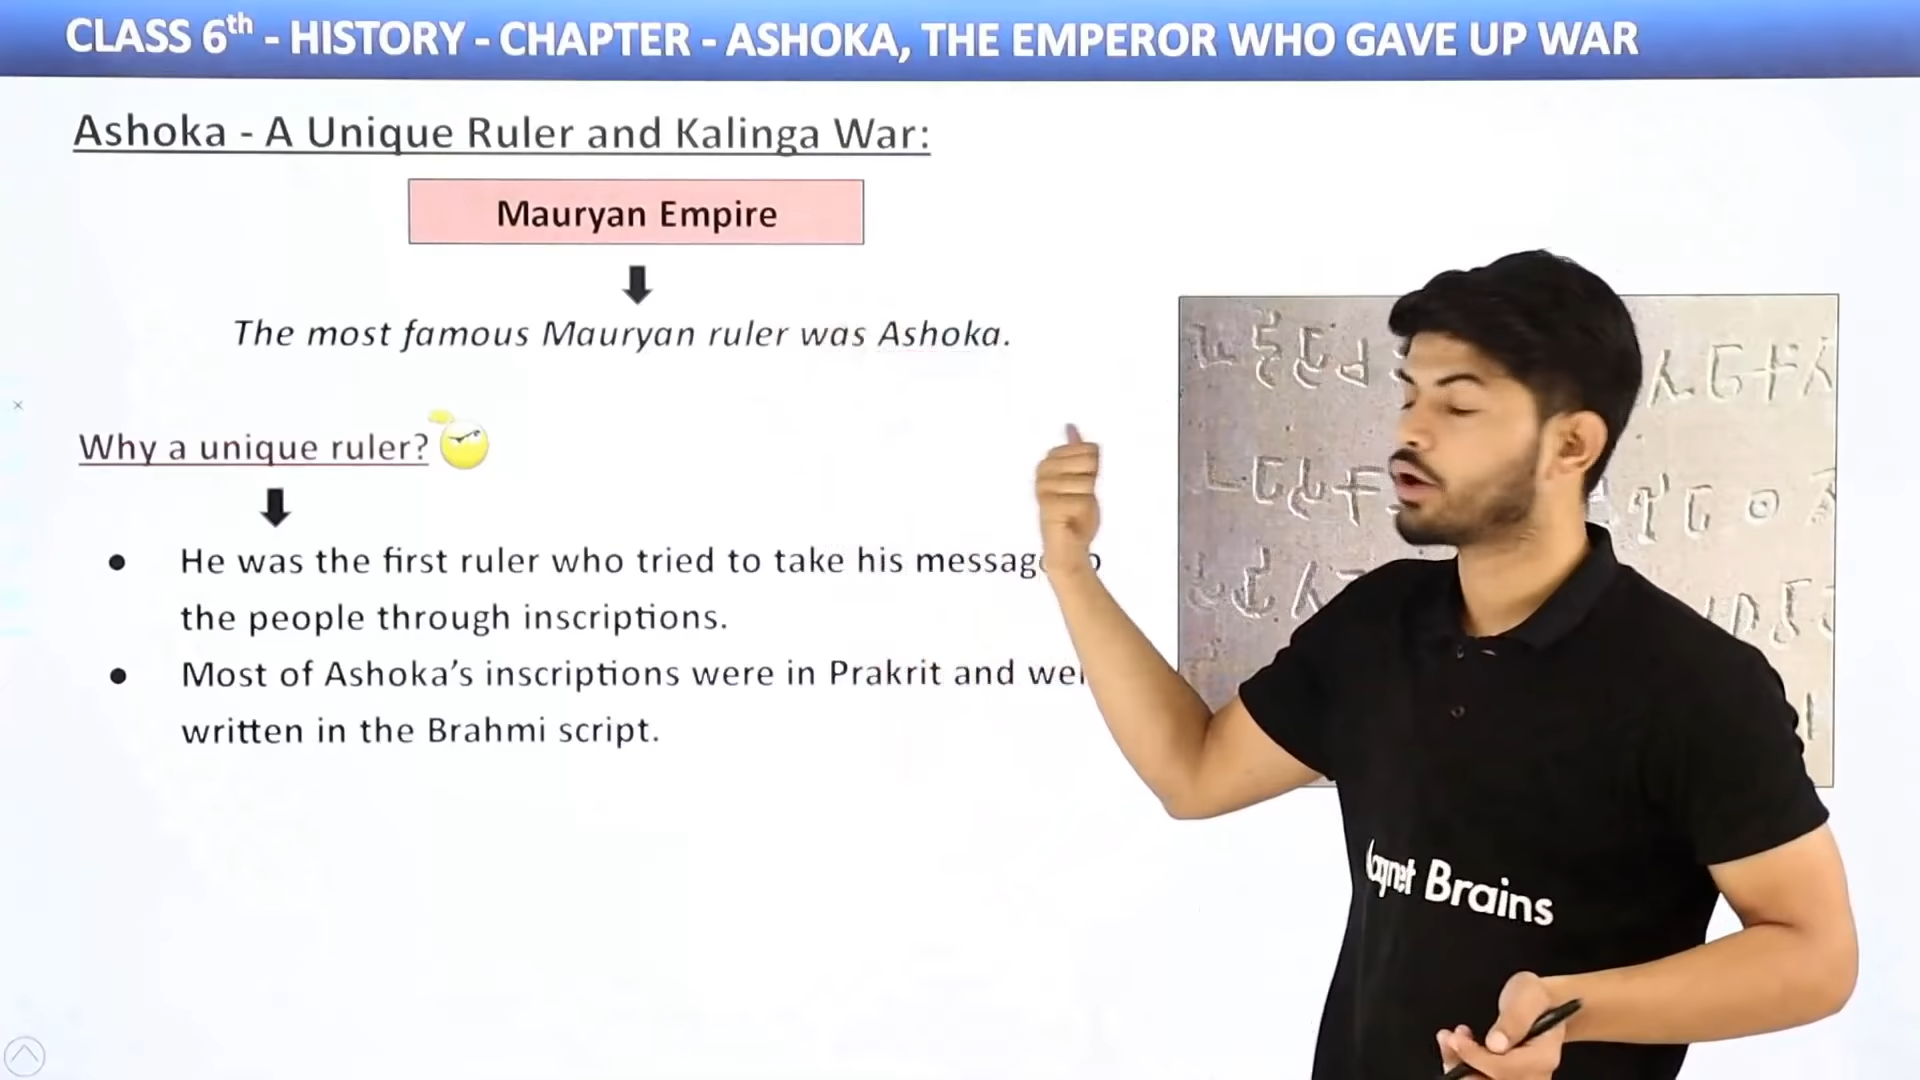 CLASS 6th - HISTORY - CHAPTER - ASHOKA, THE EMPEROR WHO GAVE UP WAR
Ashoka - A Unique Ruler and Kalinga War:
Mauryan Empire
The most famous Mauryan ruler was Ashoka.
Why a unique ruler?
● He was the first ruler who tried to take his
the people through inscriptions.
● Most of Ashoka’s inscriptions were in Prakrit and
written in the Brahmi script.
Brains